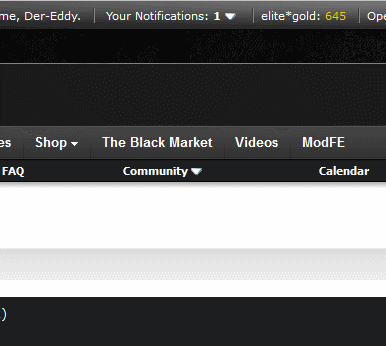 me, Der-Eddy. Your Notifications: 1 elite*gold: 645 Ope
es Shop The Black Market Videos ModFE
FAQ Community Calendar
)